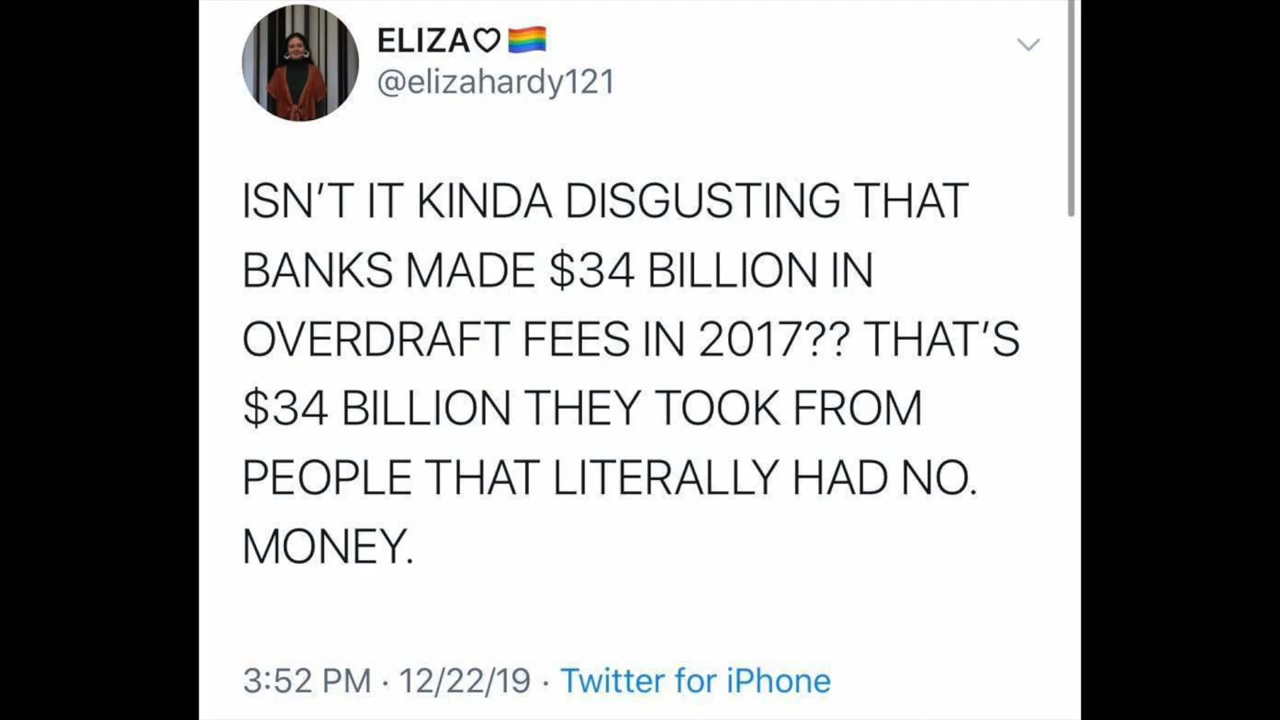 ELIZA♡🏳️‍🌈
@elizahardy121
ISN’T IT KINDA DISGUSTING THAT
BANKS MADE $34 BILLION IN
OVERDRAFT FEES IN 2017?? THAT’S
$34 BILLION THEY TOOK FROM
PEOPLE THAT LITERALLY HAD NO.
MONEY.
3:52 PM · 12/22/19 · Twitter for iPhone